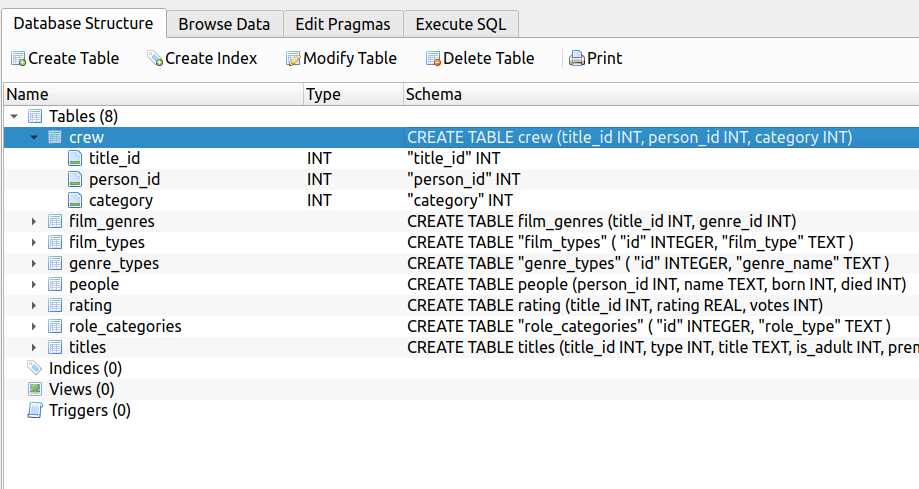 Database Structure Browse Data Edit Pragmas Execute SQL
Create Table Create Index Modify Table Delete Table Print
Name Type Schema
Tables (8)
crew CREATE TABLE crew (title_id INT, person_id INT, category INT)
title_id INT "title_id" INT
person_id INT "person_id" INT
category INT "category" INT
film_genres CREATE TABLE film_genres (title_id INT, genre_id INT)
film_types CREATE TABLE "film_types" ( "id" INTEGER, "film_type" TEXT )
genre_types CREATE TABLE "genre_types" ( "id" INTEGER, "genre_name" TEXT )
people CREATE TABLE people (person_id INT, name TEXT, born INT, died INT)
rating CREATE TABLE rating (title_id INT, rating REAL, votes INT)
role_categories CREATE TABLE "role_categories" ( "id" INTEGER, "role_type" TEXT )
titles CREATE TABLE titles (title_id INT, type INT, title TEXT, is_adult INT, pren
Indices (0)
Views (0)
Triggers (0)